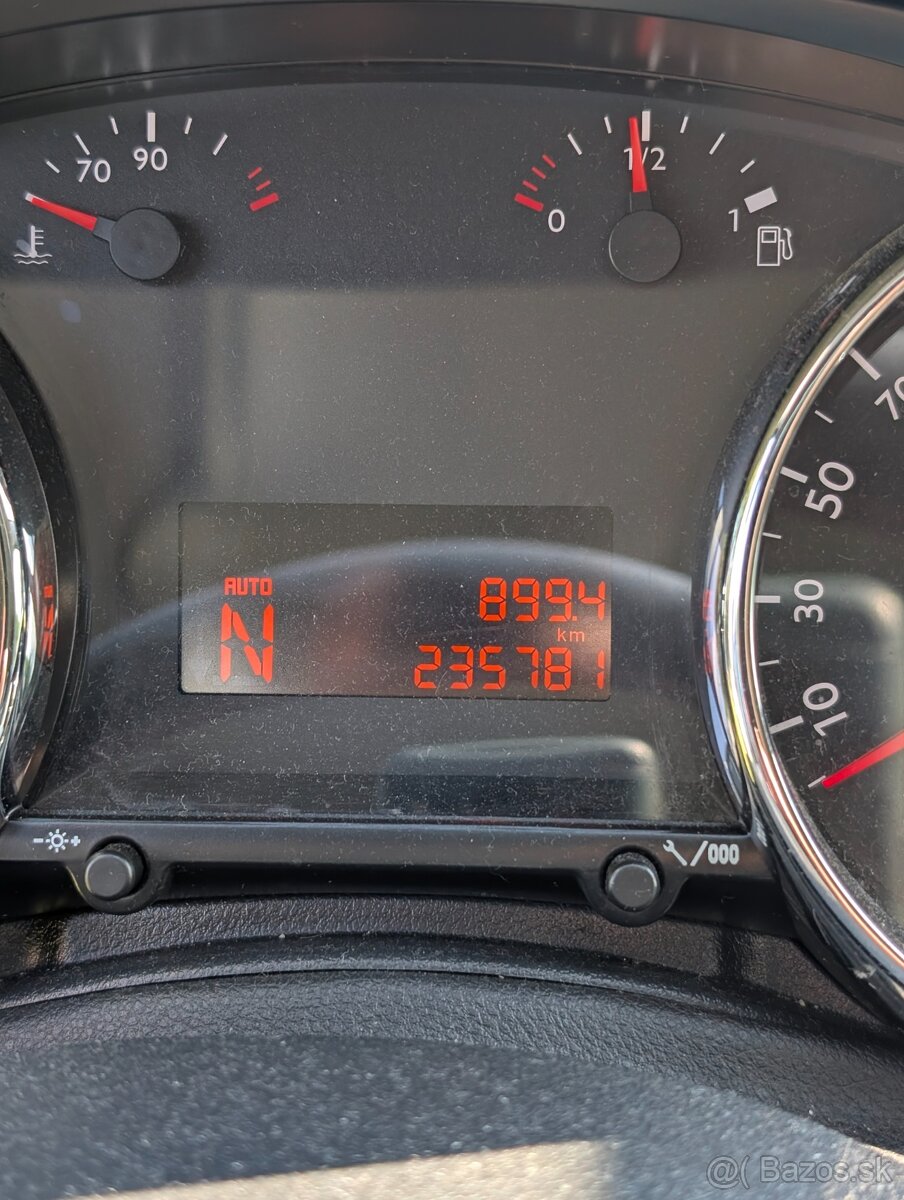 70 90
0 1/2 1
70
50
30
10
AUTO
N
899.4
km
235781
- +
/000
@( Bazos.sk